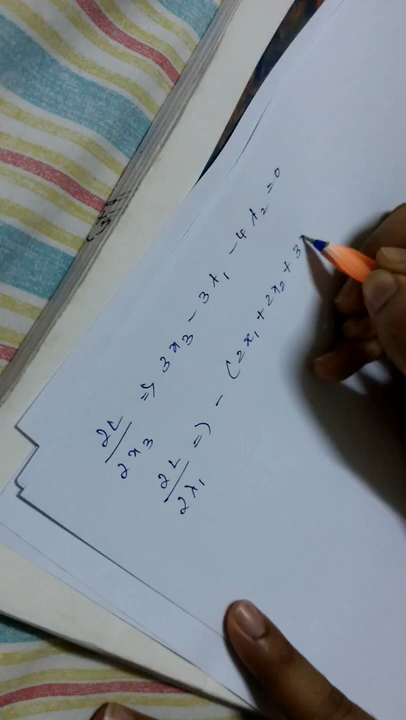 ∂L/∂x₃ ⇒ 3x₃ - 3λ₁ - 4λ₂ = 0
∂L/∂λ₁ ⇒ - (2x₁ + 2x₂ + 3